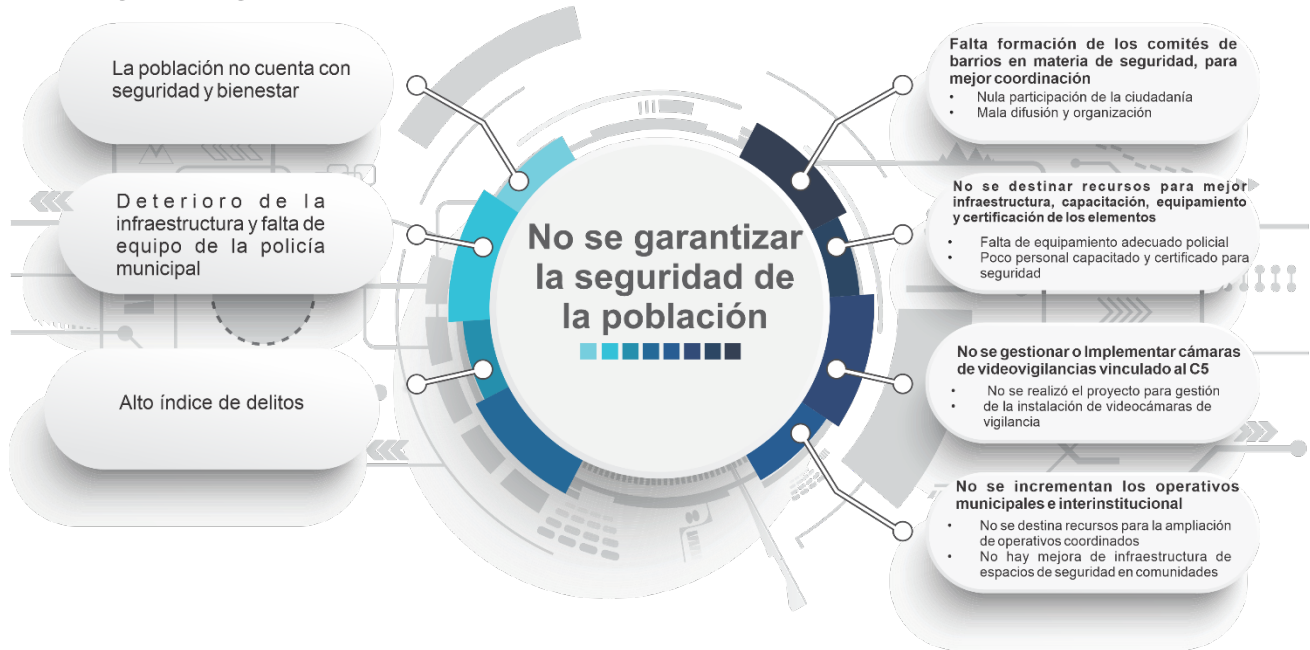 La población no cuenta con
seguridad y bienestar
Deterioro de la
infraestructura y falta de
equipo de la policía
municipal
Alto índice de delitos
No se garantizar
la seguridad de
la población
Falta formación de los comités de
barrios en materia de seguridad, para
mejor coordinación
• Nula participación de la ciudadanía
• Mala difusión y organización
No se destinar recursos para mejor
infraestructura, capacitación, equipamiento
y certificación de los elementos
• Falta de equipamiento adecuado policial
• Poco personal capacitado y certificado para
seguridad
No se gestionar o Implementar cámaras
de videovigilancias vinculado al C5
• No se realizó el proyecto para gestión
• de la instalación de videocámaras de
vigilancia
No se incrementan los operativos
municipales e interinstitucional
• No se destina recursos para la ampliación
de operativos coordinados
• No hay mejora de infraestructura de
espacios de seguridad en comunidades